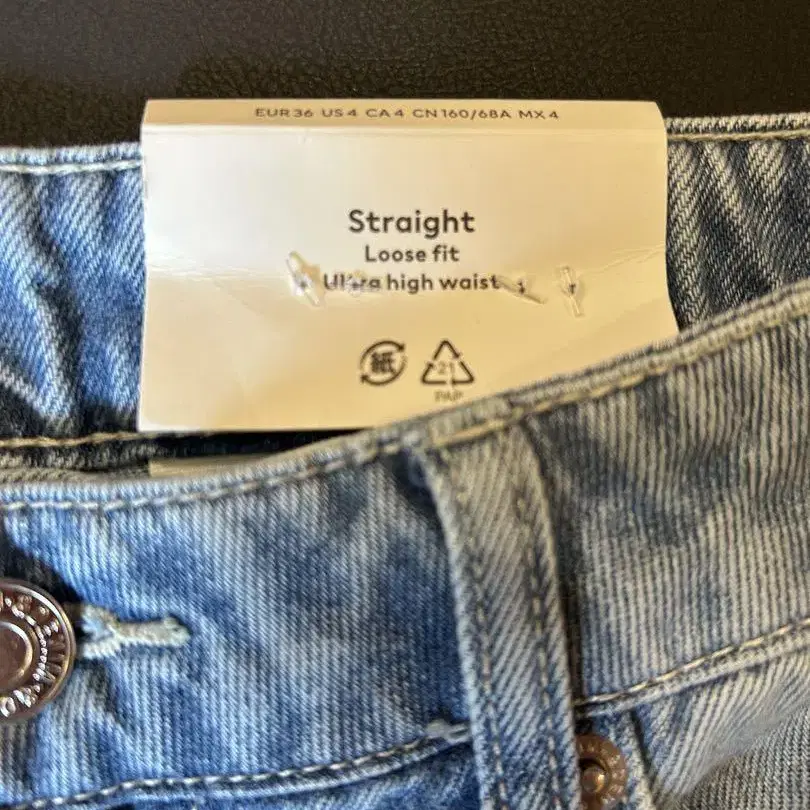 EUR 36 US 4 CA 4 CN 160/68A MX 4
Straight
Loose fit
Ultra high waist
紙
21
PAP